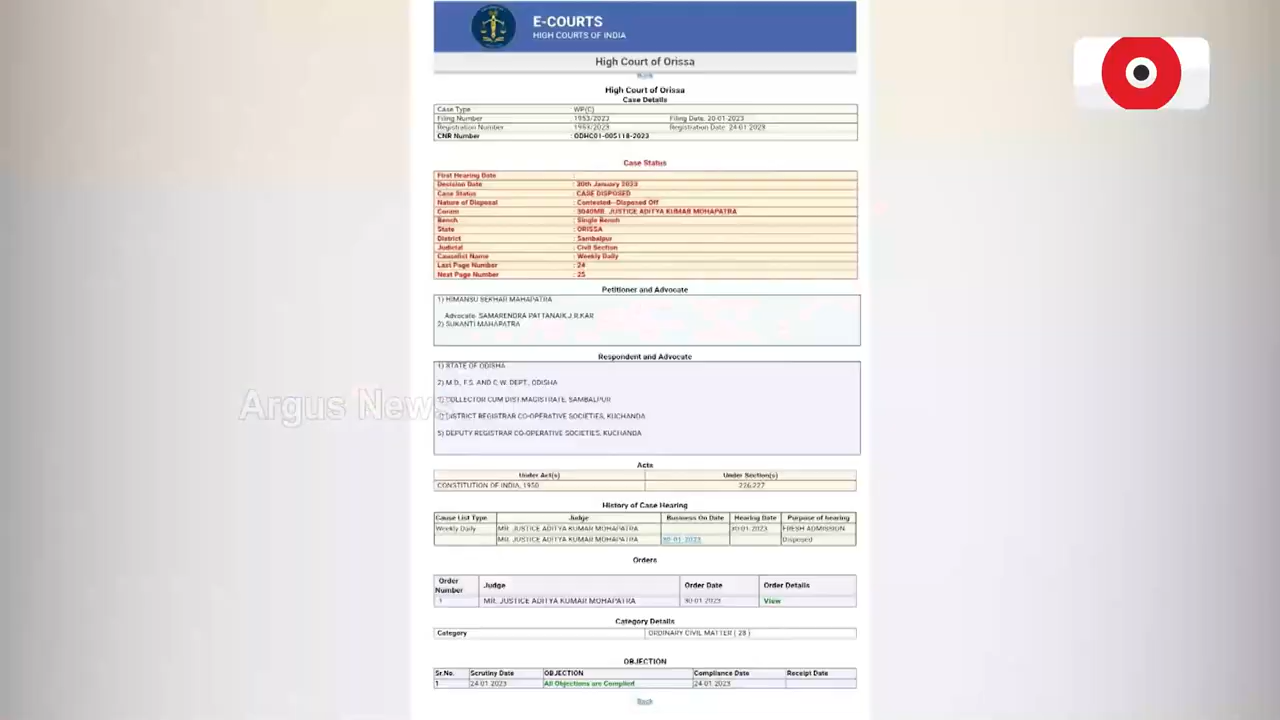 E-COURTS
HIGH COURTS OF INDIA
High Court of Orissa
Back
High Court of Orissa
Case Details
Case Type : WP(C)
Filing Number : 1953/2023 Filing Date: 20-01-2023
Registration Number : 1953/2023 Registration Date: 24-01-2023
CNR Number : ODHC01-005118-2023
Case Status
First Hearing Date :
Decision Date : 30th January 2023
Case Status : CASE DISPOSED
Nature of Disposal : Contested--Disposed Off
Coram : 3040MR. JUSTICE ADITYA KUMAR MOHAPATRA
Bench : Single Bench
State : ORISSA
District : Sambalpur
Judicial : Civil Section
Causelist Name : Weekly Daily
Last Page Number : 24
Next Page Number : 25
Petitioner and Advocate
1) HIMANSU SEKHAR MAHAPATRA
Advocate- SAMARENDRA PATTANAIK,J.R.KAR
2) SUKANTI MAHAPATRA
Respondent and Advocate
1) STATE OF ODISHA
2) M.D., F.S. AND C.W. DEPT., ODISHA
3) COLLECTOR CUM DIST.MAGISTRATE, SAMBALPUR
4) DISTRICT REGISTRAR CO-OPERATIVE SOCIETIES, KUCHANDA
5) DEPUTY REGISTRAR CO-OPERATIVE SOCIETIES, KUCHANDA
Argus News
Acts
Under Act(s) Under Section(s)
CONSTITUTION OF INDIA, 1950 226,227
History of Case Hearing
Cause List Type Judge Business On Date Hearing Date Purpose of hearing
Weekly Daily MR. JUSTICE ADITYA KUMAR MOHAPATRA 30-01-2023 FRESH ADMISSION
MR. JUSTICE ADITYA KUMAR MOHAPATRA 30-01-2023 Disposed
Orders
Order Number Judge Order Date Order Details
1 MR. JUSTICE ADITYA KUMAR MOHAPATRA 30-01-2023 View
Category Details
Category ORDINARY CIVIL MATTER ( 28 )
OBJECTION
Sr.No. Scrutiny Date OBJECTION Compliance Date Receipt Date
1 24-01-2023 All Objections are Complied 24-01-2023
Back